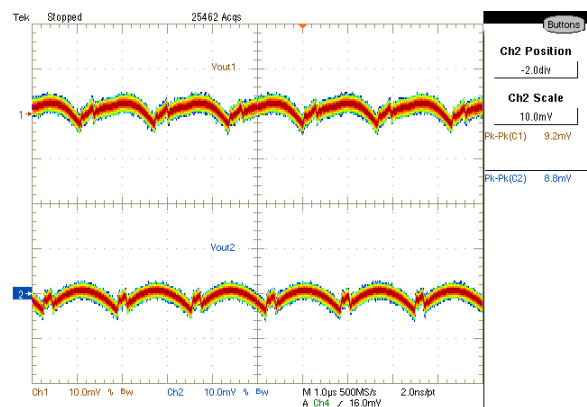 Tek Stopped 25462 Acqs
Buttons
Ch2 Position
-2.0div
Ch2 Scale
10.0mV
Pk-Pk(C1) 9.2mV
Pk-Pk(C2) 8.8mV
Vout1
1
Vout2
2
Ch1 10.0mV % Bw Ch2 10.0mV % Bw M 1.0µs 500MS/s 2.0ns/pt
A Ch4 ∕ 16.0mV